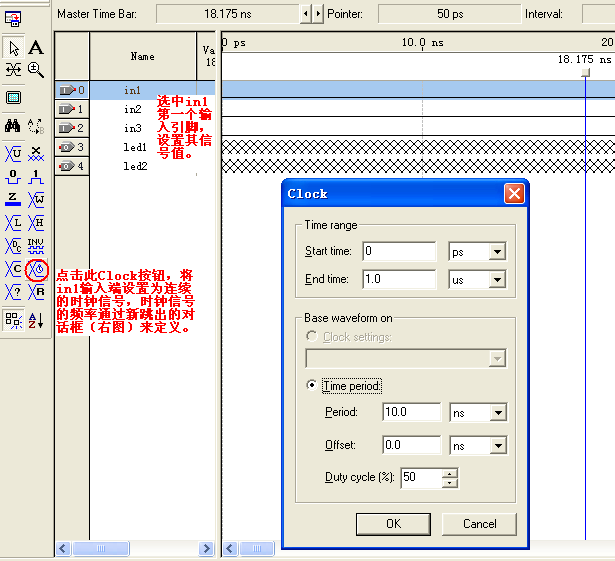 Master Time Bar: 18.175 ns Pointer: 50 ps Interval:
Name
Va
18
0 ps 10.0 ns 20
18.175 ns
0 in1
1 in2
2 in3
3 led1
4 led2
选中in1
第一个输
入引脚，
设置其信
号值。
点击此Clock按钮，将
in1输入端设置为连续
的时钟信号，时钟信号
的频率通过新跳出的对
话框（右图）来定义。
Clock
Time range
Start time: 0 ps
End time: 1.0 us
Base waveform on
Clock settings:
Time period:
Period: 10.0 ns
Offset: 0.0 ns
Duty cycle (%): 50
OK Cancel